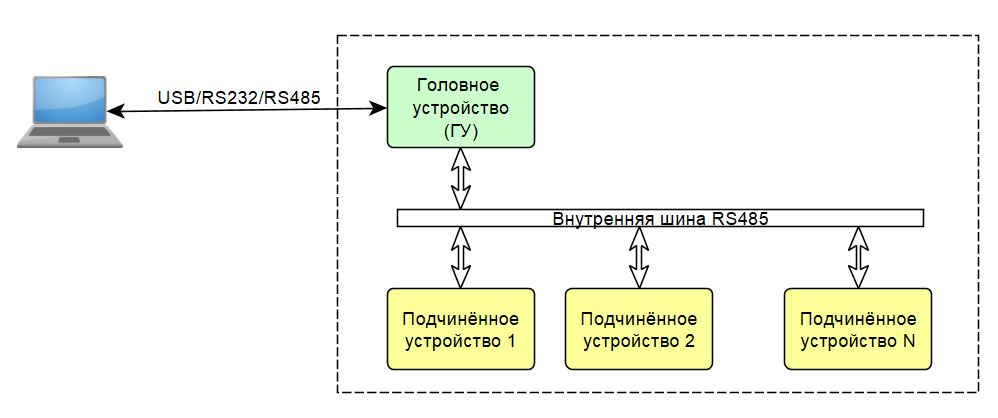 USB/RS232/RS485
Головное
устройство
(ГУ)
Внутренняя шина RS485
Подчинённое
устройство 1
Подчинённое
устройство 2
Подчинённое
устройство N